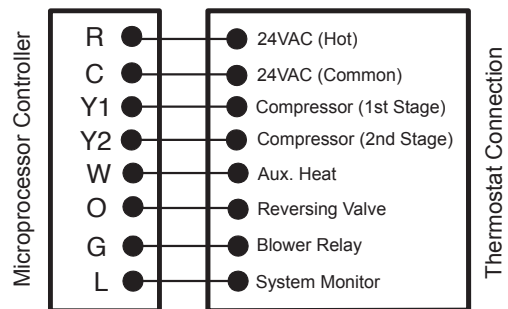 Microprocessor Controller
R 24VAC (Hot)
C 24VAC (Common)
Y1 Compressor (1st Stage)
Y2 Compressor (2nd Stage)
W Aux. Heat
O Reversing Valve
G Blower Relay
L System Monitor
Thermostat Connection